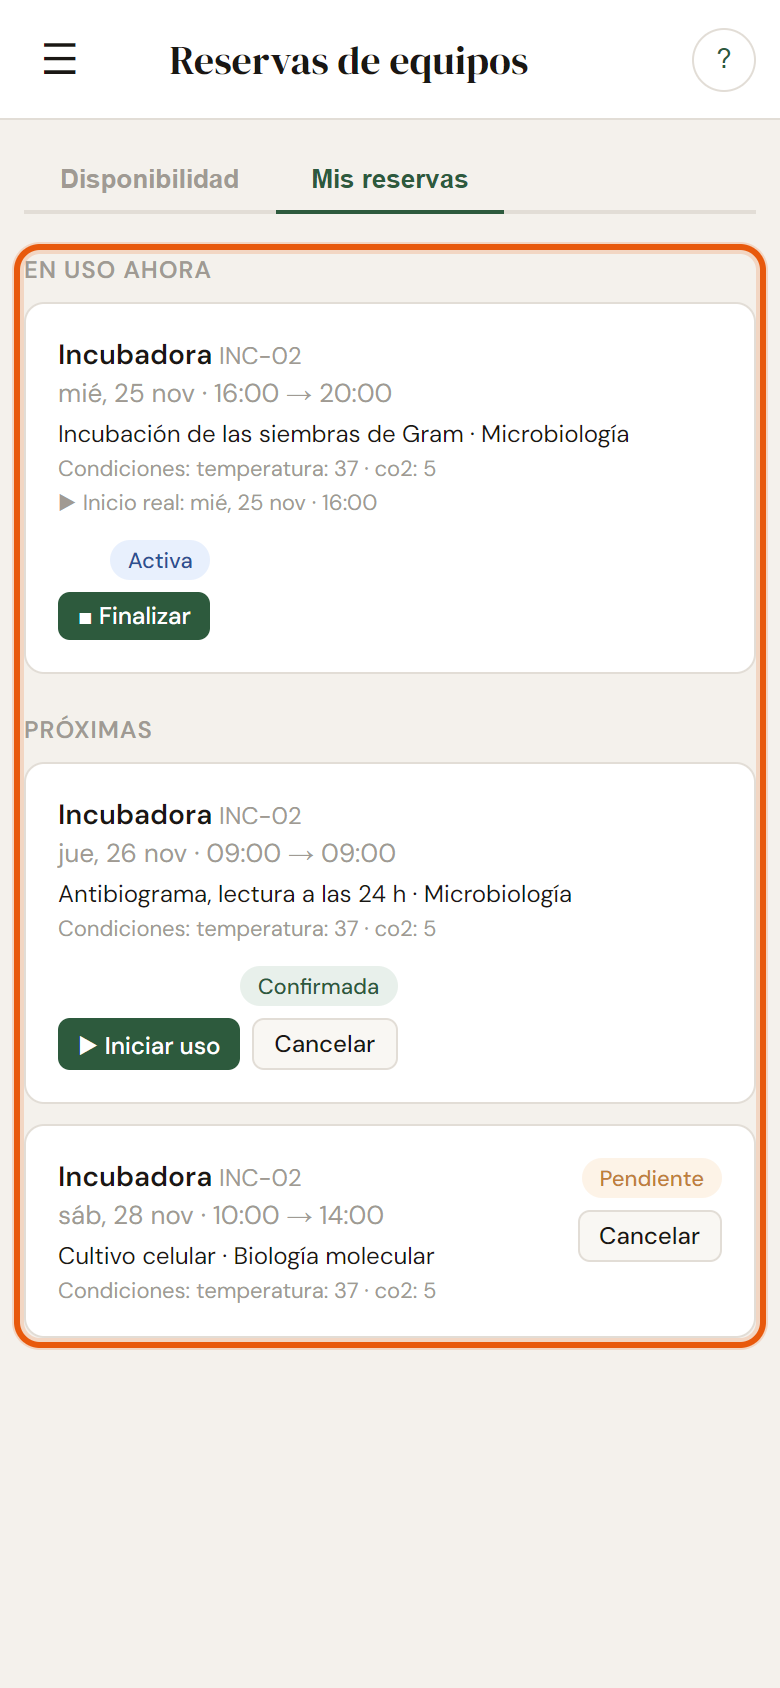 ☰ Reservas de equipos ?
Disponibilidad Mis reservas
EN USO AHORA
Incubadora INC-02
mié, 25 nov · 16:00 → 20:00
Incubación de las siembras de Gram · Microbiología
Condiciones: temperatura: 37 · co2: 5
▶ Inicio real: mié, 25 nov · 16:00
Activa
■ Finalizar
PRÓXIMAS
Incubadora INC-02
jue, 26 nov · 09:00 → 09:00
Antibiograma, lectura a las 24 h · Microbiología
Condiciones: temperatura: 37 · co2: 5
Confirmada
▶ Iniciar uso Cancelar
Incubadora INC-02
Pendiente
sáb, 28 nov · 10:00 → 14:00
Cancelar
Cultivo celular · Biología molecular
Condiciones: temperatura: 37 · co2: 5